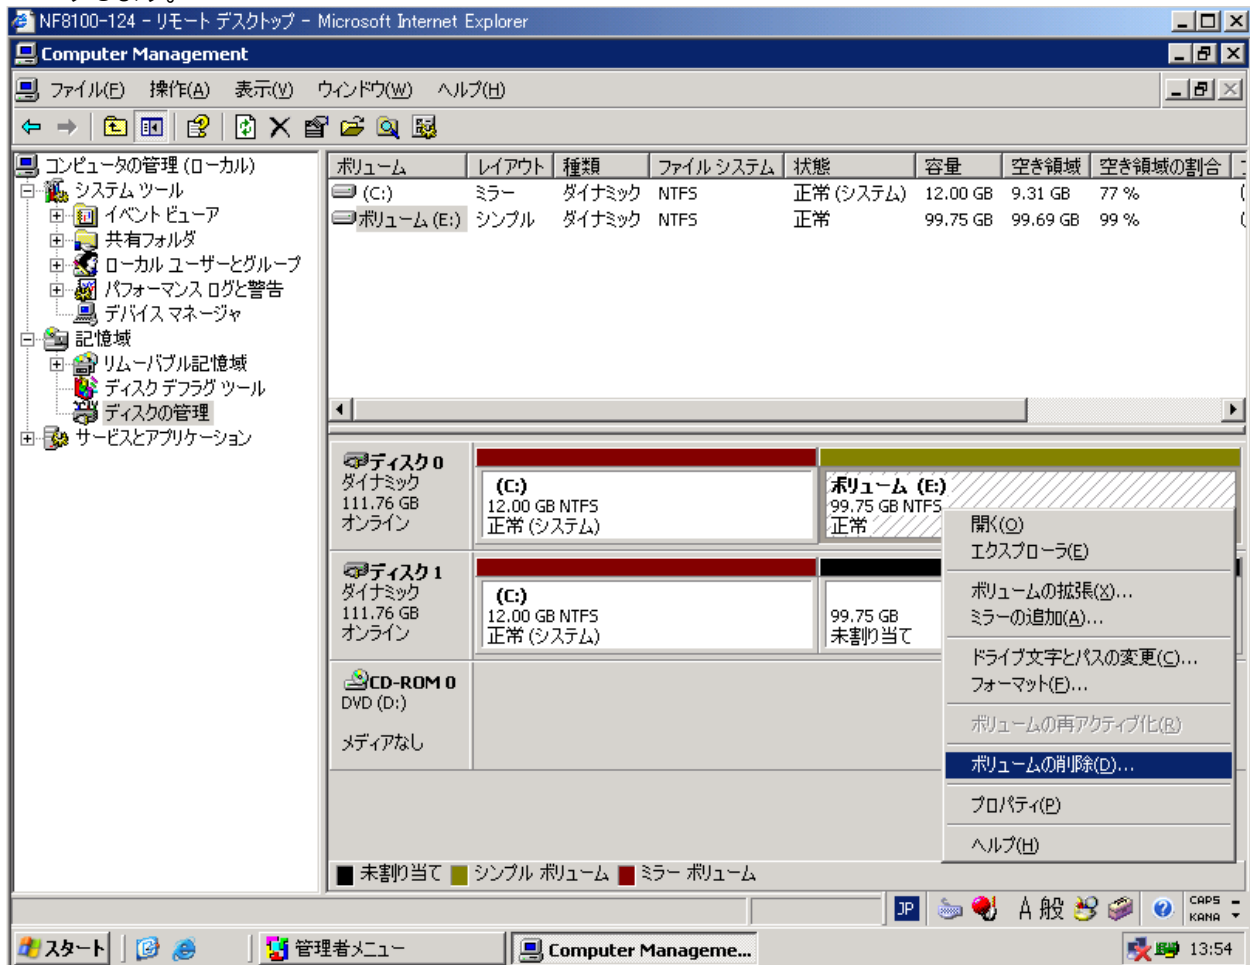 NF8100-124 - リモート デスクトップ - Microsoft Internet Explorer
Computer Management
ファイル(F) 操作(A) 表示(V) ウィンドウ(W) ヘルプ(H)
コンピュータの管理 (ローカル)
システム ツール
イベント ビューア
共有フォルダ
ローカル ユーザーとグループ
パフォーマンス ログと警告
デバイス マネージャ
記憶域
リムーバブル記憶域
ディスク デフラグ ツール
ディスクの管理
サービスとアプリケーション
ボリューム レイアウト 種類 ファイル システム 状態 容量 空き領域 空き領域の割合
(C:) ミラー ダイナミック NTFS 正常 (システム) 12.00 GB 9.31 GB 77 %
ボリューム (E:) シンプル ダイナミック NTFS 正常 99.75 GB 99.69 GB 99 %
ディスク 0
ダイナミック
111.76 GB
オンライン
(C:)
12.00 GB NTFS
正常 (システム)
ボリューム (E:)
99.75 GB NTFS
正常
ディスク 1
ダイナミック
111.76 GB
オンライン
(C:)
12.00 GB NTFS
正常 (システム)
99.75 GB
未割り当て
CD-ROM 0
DVD (D:)
メディアなし
開く(O)
エクスプローラ(E)
ボリュームの拡張(X)...
ミラーの追加(A)...
ドライブ文字とパスの変更(C)...
フォーマット(F)...
ボリュームの再アクティブ化(R)
ボリュームの削除(D)...
プロパティ(P)
ヘルプ(H)
未割り当て シンプル ボリューム ミラー ボリューム
JP A 般 CAPS
KANA
スタート 管理者メニュー Computer Manageme... 13:54